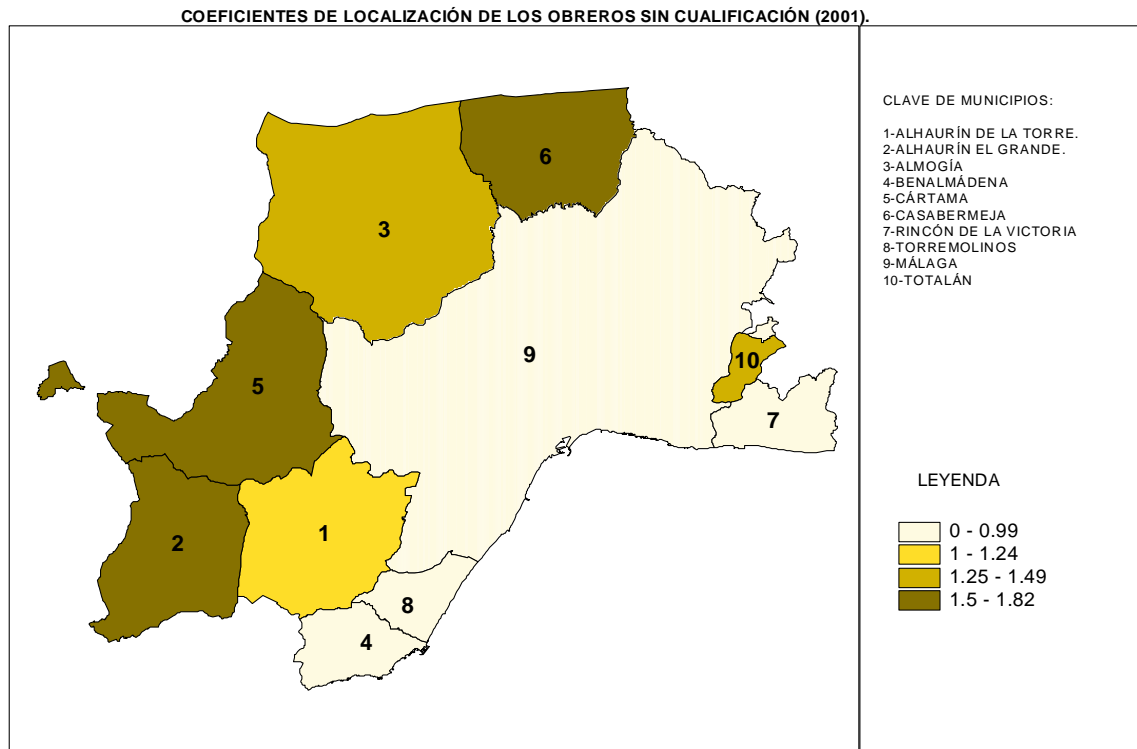 COEFICIENTES DE LOCALIZACIÓN DE LOS OBREROS SIN CUALIFICACIÓN (2001).
CLAVE DE MUNICIPIOS:
1-ALHAURÍN DE LA TORRE.
2-ALHAURÍN EL GRANDE.
3-ALMOGÍA
4-BENALMÁDENA
5-CÁRTAMA
6-CASABERMEJA
7-RINCÓN DE LA VICTORIA
8-TORREMOLINOS
9-MÁLAGA
10-TOTALÁN
6
3
9
10
5
7
1
2
8
4
LEYENDA
0 - 0.99
1 - 1.24
1.25 - 1.49
1.5 - 1.82